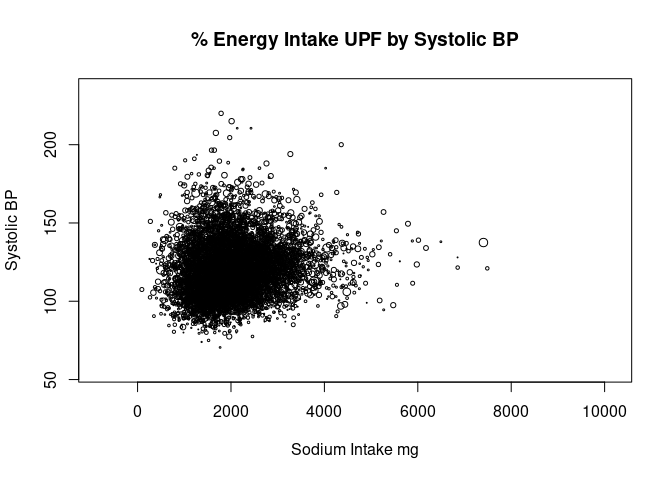 % Energy Intake UPF by Systolic BP
200
150
100
50
Systolic BP
0 2000 4000 6000 8000 10000
Sodium Intake mg